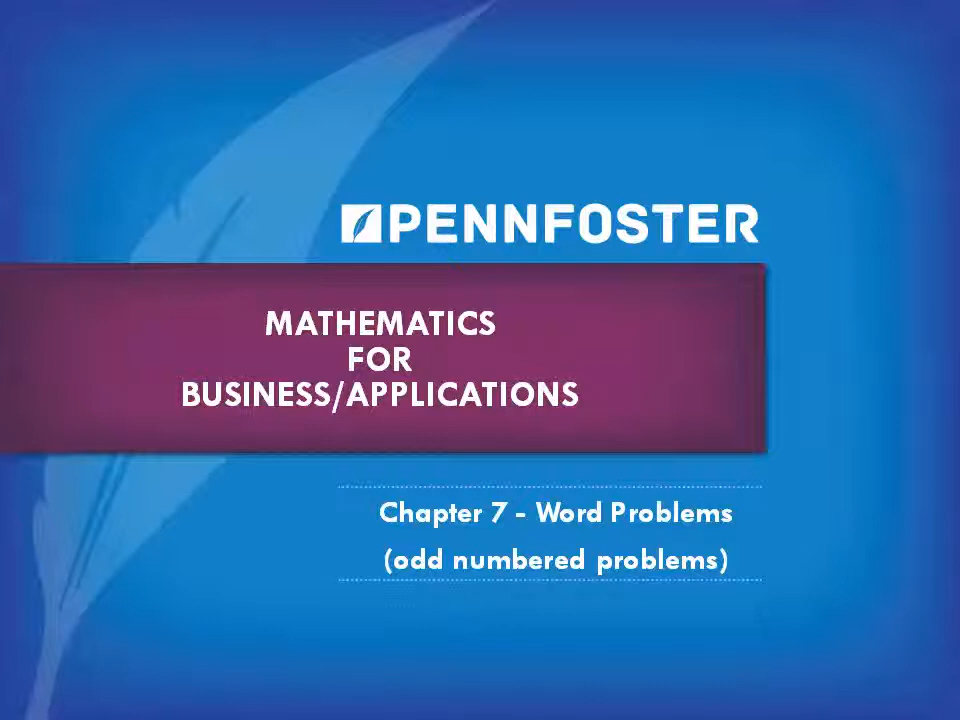 PENNFOSTER
MATHEMATICS
FOR
BUSINESS/APPLICATIONS
Chapter 7 - Word Problems
(odd numbered problems)